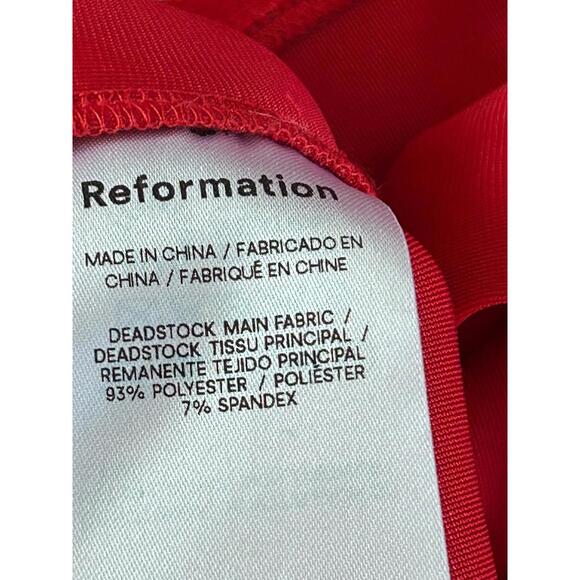 Reformation
MADE IN CHINA / FABRICADO EN
CHINA / FABRIQUÉ EN CHINE
DEADSTOCK MAIN FABRIC /
DEADSTOCK TISSU PRINCIPAL /
REMANENTE TEJIDO PRINCIPAL
93% POLYESTER / POLIÉSTER
7% SPANDEX